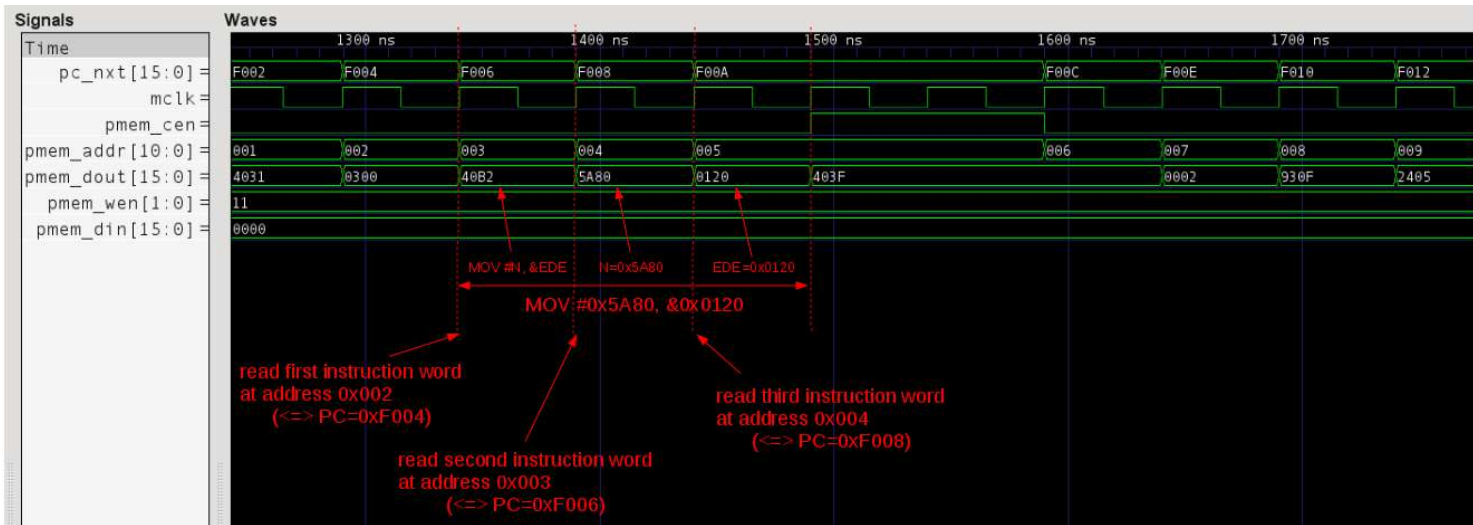 Signals
Waves
Time
1300 ns 1400 ns 1500 ns 1600 ns 1700 ns
pc_nxt[15:0]= F002 F004 F006 F008 F00A F00C F00E F010 F012
mclk=
pmem_cen=
pmem_addr[10:0]= 001 002 003 004 005 006 007 008 009
pmem_dout[15:0]= 4031 0300 40B2 5A80 0120 403F 0002 930F 2405
pmem_wen[1:0]= 11
pmem_din[15:0]= 0000
MOV #N, &EDE N=0x5A80 EDE=0x0120
MOV #0x5A80, &0x0120
read first instruction word
at address 0x002
(<=> PC=0xF004)
read second instruction word
at address 0x003
(<=> PC=0xF006)
read third instruction word
at address 0x004
(<=> PC=0xF008)